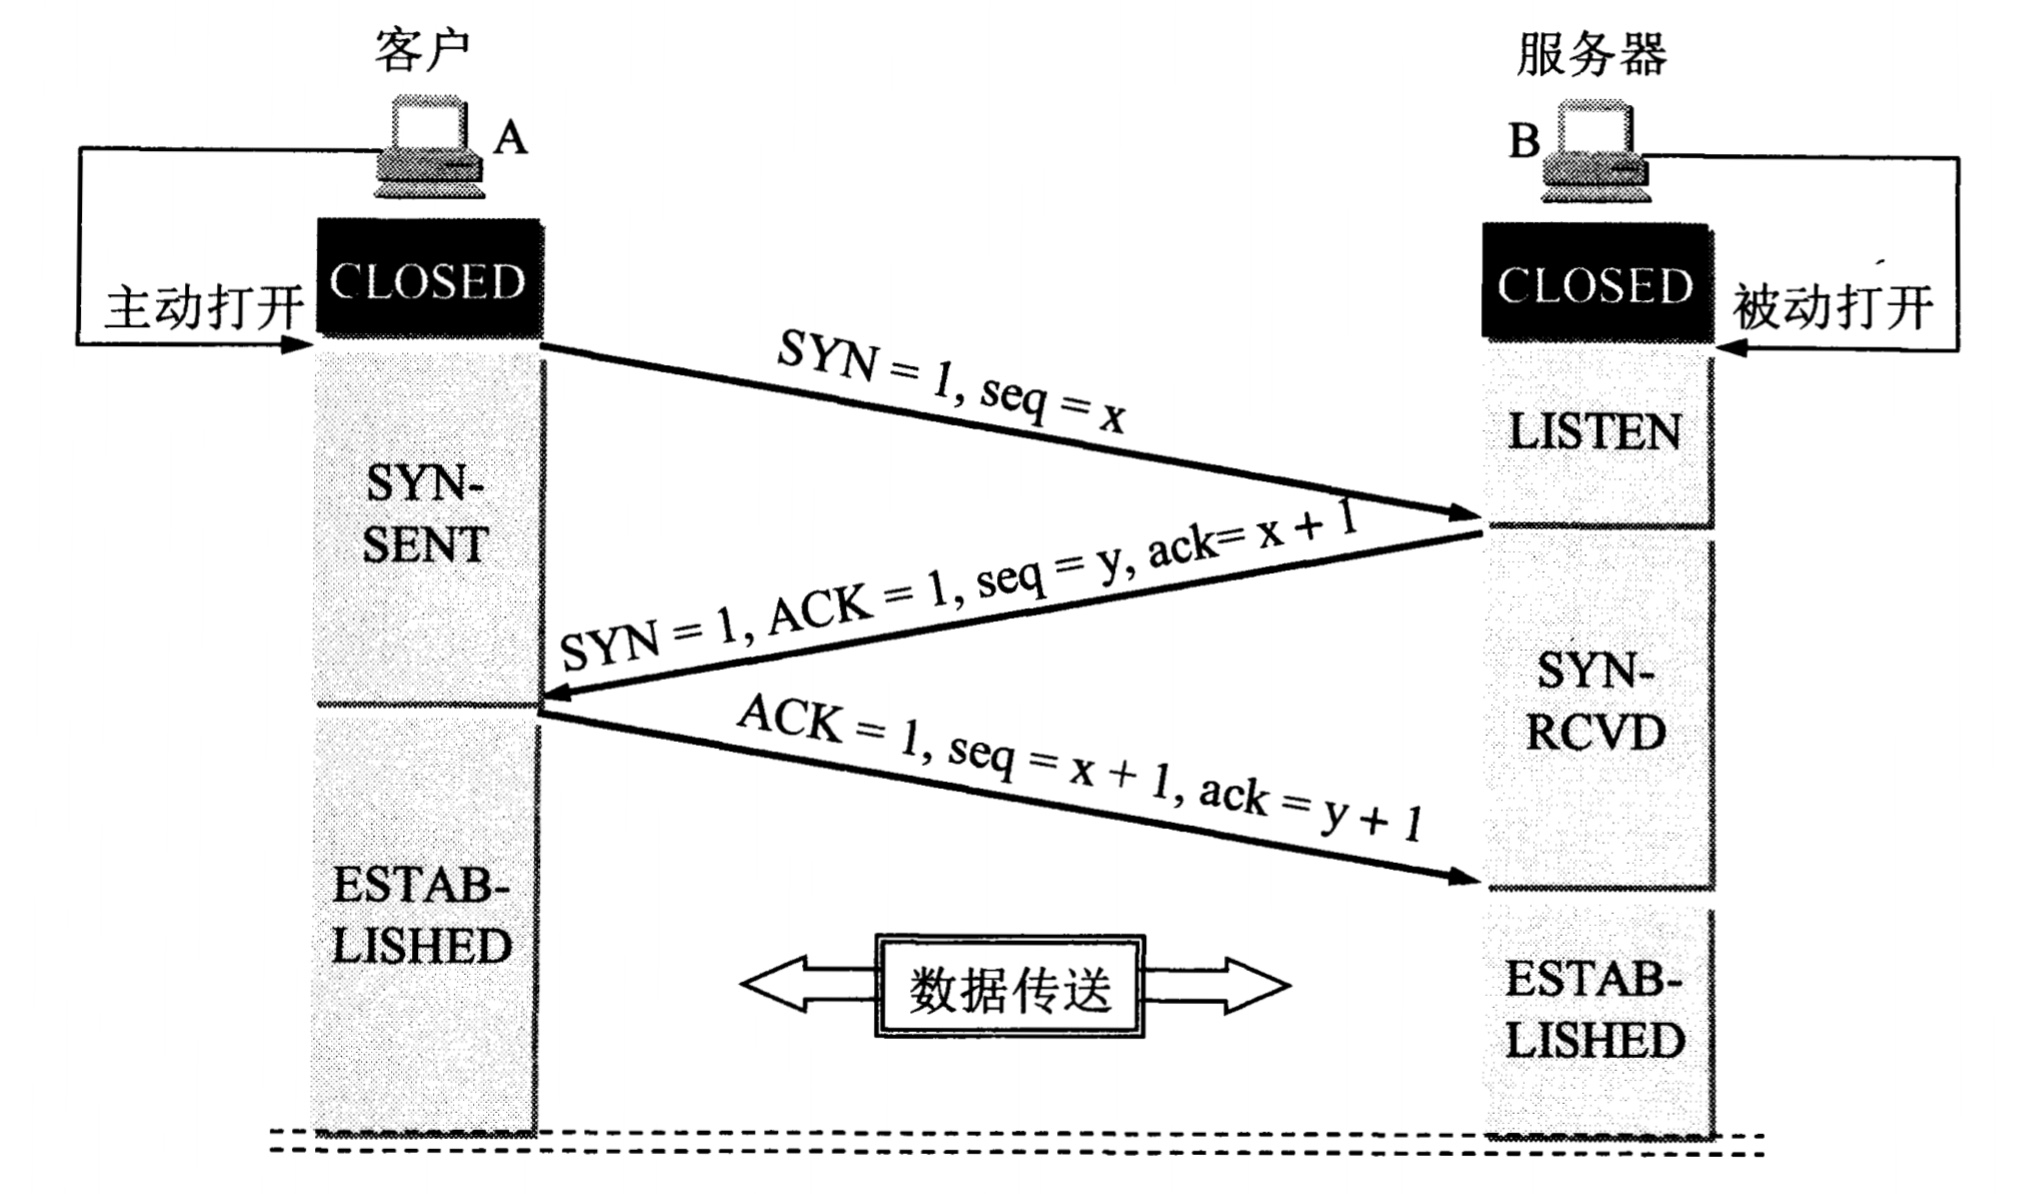 客户
服务器
A
B
CLOSED
CLOSED
主动打开
被动打开
SYN = 1, seq = x
LISTEN
SYN-
SENT
SYN = 1, ACK = 1, seq = y, ack= x + 1
SYN-
RCVD
ACK = 1, seq = x + 1, ack = y + 1
ESTAB-
LISHED
数据传送
ESTAB-
LISHED